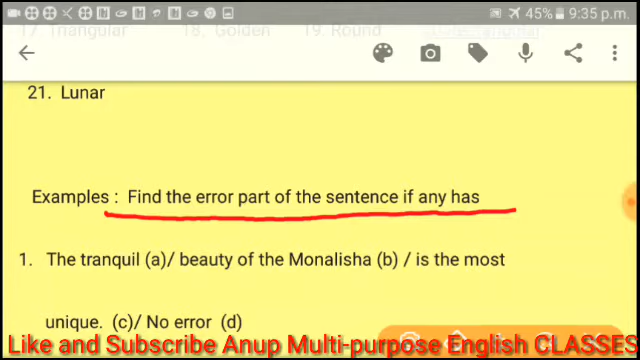 45% 9:35 p.m.
17. Triangular 18. Golden 19. Round
21. Lunar
Examples : Find the error part of the sentence if any has
1. The tranquil (a)/ beauty of the Monalisha (b) / is the most
unique. (c)/ No error (d)
Like and Subscribe Anup Multi-purpose English CLASSES